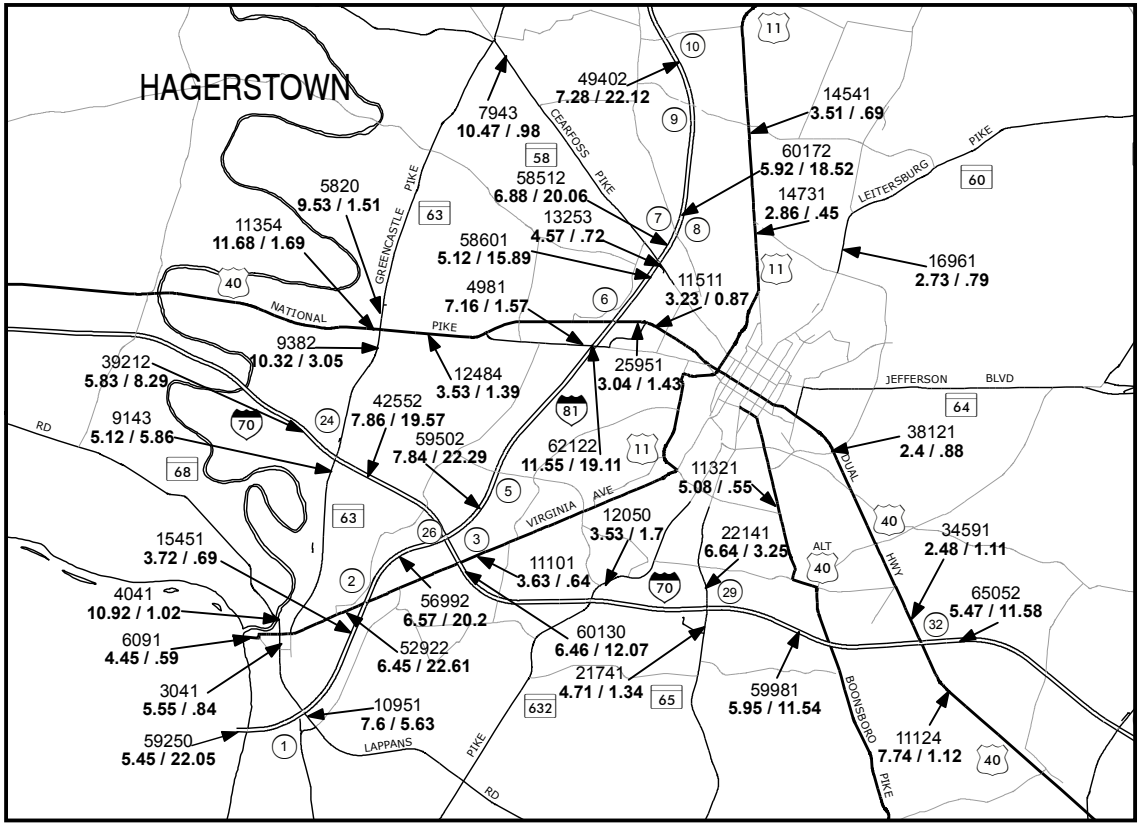 HAGERSTOWN
11
10
49402
7.28 / 22.12
14541
3.51 / .69
7943
10.47 / .98
CEARFOSS
PIKE
58
9
60172
5.92 / 18.52
LEITERSBURG
PIKE
60
5820
9.53 / 1.51
GREENCASTLE
PIKE
63
58512
6.88 / 20.06
14731
2.86 / .45
11354
11.68 / 1.69
13253
4.57 / .72
7
8
58601
5.12 / 15.89
40
11
16961
2.73 / .79
4981
7.16 / 1.57
11511
3.23 / 0.87
6
NATIONAL
PIKE
9382
10.32 / 3.05
39212
5.83 / 8.29
12484
3.53 / 1.39
25951
3.04 / 1.43
JEFFERSON
BLVD
64
42552
7.86 / 19.57
81
24
70
9143
5.12 / 5.86
RD
59502
7.84 / 22.29
62122
11.55 / 19.11
11
38121
2.4 / .88
DUAL
HWY
68
11321
5.08 / .55
5
VIRGINIA
AVE
63
12050
3.53 / 1.7
40
26
3
15451
3.72 / .69
22141
6.64 / 3.25
ALT
40
34591
2.48 / 1.11
11101
3.63 / .64
2
70
29
4041
10.92 / 1.02
56992
6.57 / 20.2
65052
5.47 / 11.58
6091
4.45 / .59
52922
6.45 / 22.61
60130
6.46 / 12.07
32
3041
5.55 / .84
21741
4.71 / 1.34
632
65
59981
5.95 / 11.54
BOONSBORO
PIKE
10951
7.6 / 5.63
59250
5.45 / 22.05
1
LAPPANS
RD
PIKE
11124
7.74 / 1.12
40